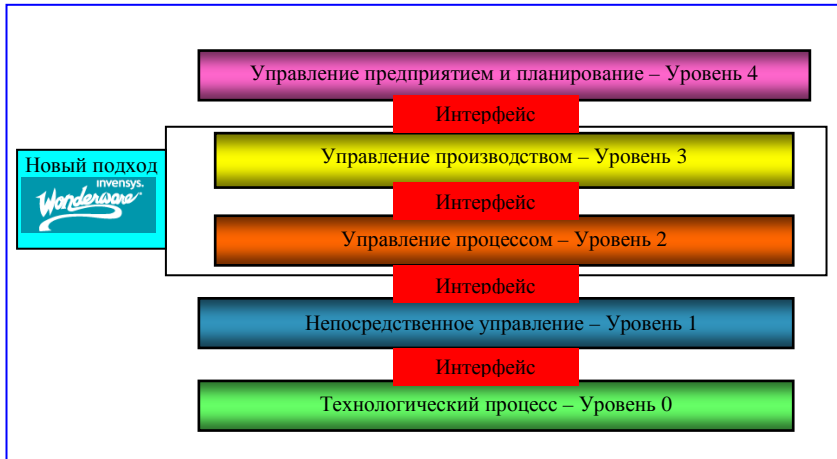 Управление предприятием и планирование – Уровень 4
Интерфейс
Новый подход
invensys.
Wonderware
Управление производством – Уровень 3
Интерфейс
Управление процессом – Уровень 2
Интерфейс
Непосредственное управление – Уровень 1
Интерфейс
Технологический процесс – Уровень 0